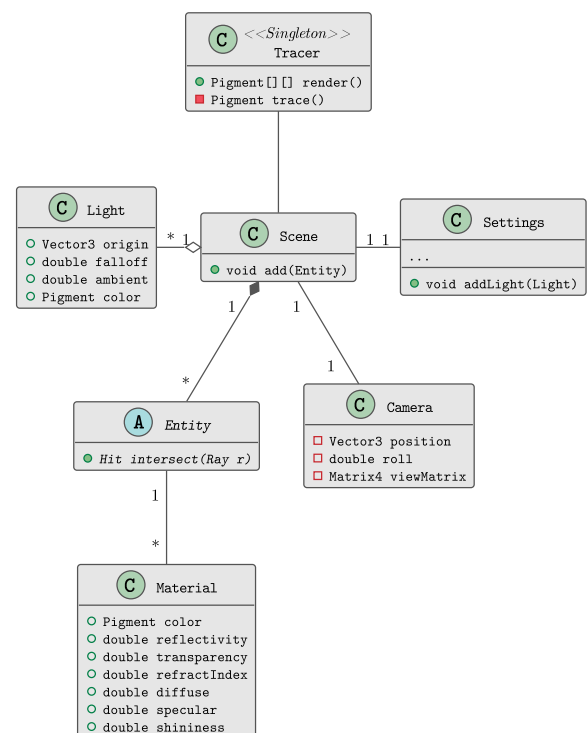 C <<Singleton>>
Tracer
Pigment[][] render()
Pigment trace()
C Light
Vector3 origin
double falloff
double ambient
Pigment color
* 1
C Scene
void add(Entity)
1 1
C Settings
...
void addLight(Light)
1
*
1
1
A Entity
Hit intersect(Ray r)
C Camera
Vector3 position
double roll
Matrix4 viewMatrix
1
*
C Material
Pigment color
double reflectivity
double transparency
double refractIndex
double diffuse
double specular
double shininess